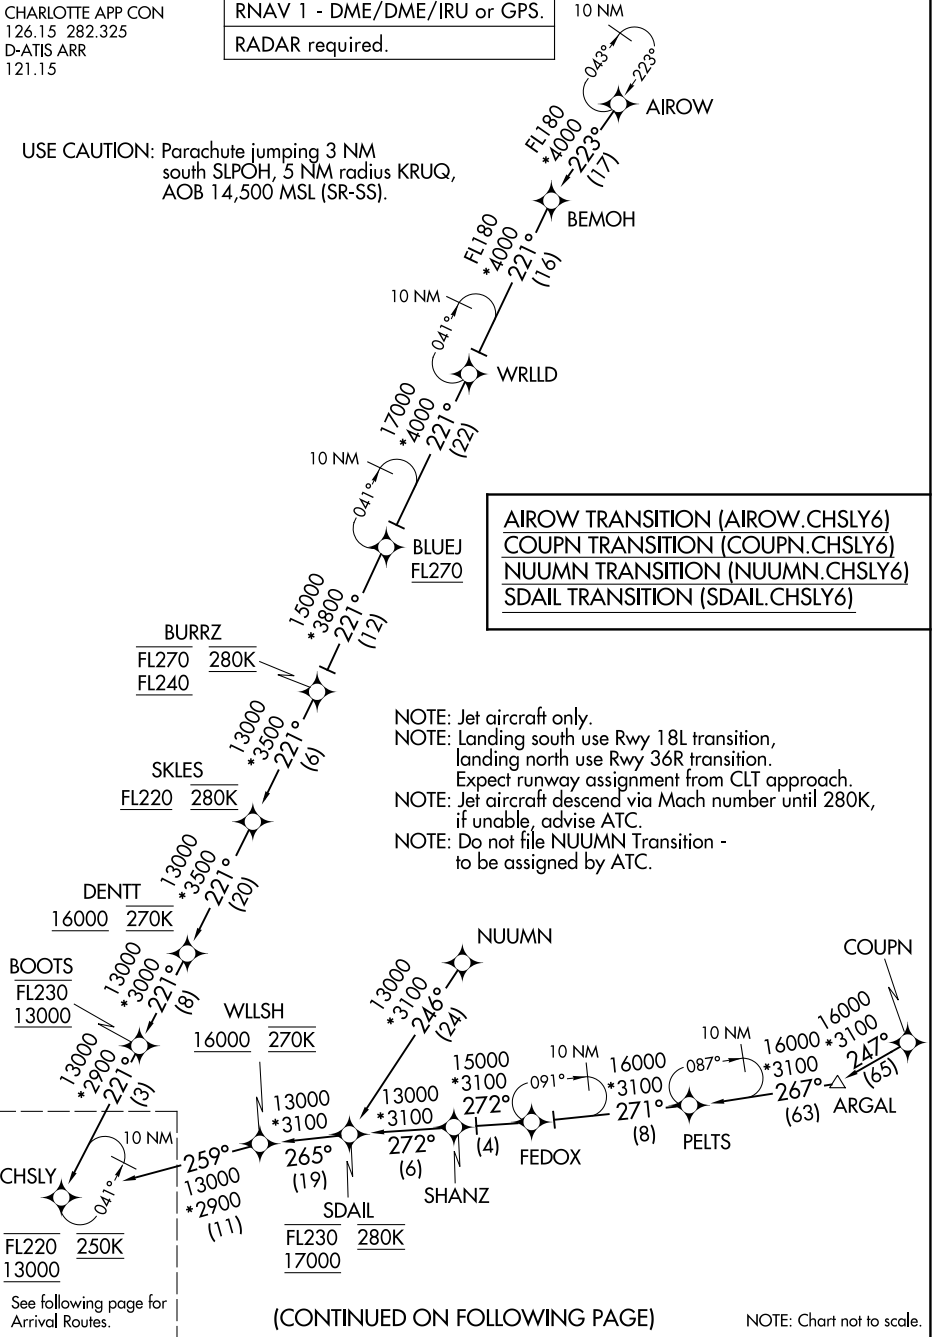 CHARLOTTE APP CON
126.15 282.325
D-ATIS ARR
121.15
RNAV 1 - DME/DME/IRU or GPS.
RADAR required.
10 NM
043°
223°
AIROW
USE CAUTION: Parachute jumping 3 NM
south SLPOH, 5 NM radius KRUQ,
AOB 14,500 MSL (SR-SS).
FL180
*4000
223°
(17)
BEMOH
FL180
*4000
221°
(16)
10 NM
041°
WRLLD
17000
*4000
221°
(22)
10 NM
041°
BLUEJ
FL270
AIROW TRANSITION (AIROW.CHSLY6)
COUPN TRANSITION (COUPN.CHSLY6)
NUUMN TRANSITION (NUUMN.CHSLY6)
SDAIL TRANSITION (SDAIL.CHSLY6)
15000
*3800
221°
(12)
BURRZ
FL270 280K
FL240
13000
*3500
221°
(6)
NOTE: Jet aircraft only.
NOTE: Landing south use Rwy 18L transition,
landing north use Rwy 36R transition.
Expect runway assignment from CLT approach.
NOTE: Jet aircraft descend via Mach number until 280K,
if unable, advise ATC.
NOTE: Do not file NUUMN Transition -
to be assigned by ATC.
SKLES
FL220 280K
13000
*3500
221°
(20)
DENTT
16000 270K
13000
*3000
221°
(8)
BOOTS
FL230
13000
13000
*2900
221°
(3)
NUUMN
13000
*3100
246°
(24)
COUPN
16000
*3100
247°
(65)
ARGAL
16000
*3100
267°
(63)
10 NM
087°
PELTS
16000
*3100
271°
(8)
10 NM
091°
FEDOX
15000
*3100
272°
(4)
SHANZ
13000
*3100
272°
(6)
SDAIL
FL230 280K
17000
13000
*3100
265°
(19)
WLLSH
16000 270K
259°
13000
*2900
(11)
10 NM
041°
CHSLY
FL220 250K
13000
See following page for
Arrival Routes.
(CONTINUED ON FOLLOWING PAGE)
NOTE: Chart not to scale.